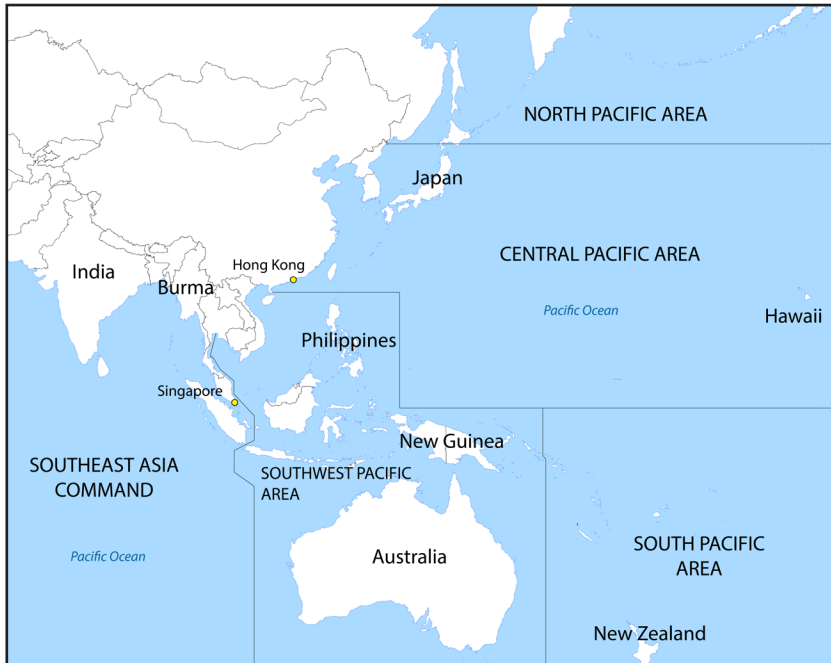 NORTH PACIFIC AREA
Japan
CENTRAL PACIFIC AREA
Hong Kong
India
Burma
Pacific Ocean
Hawaii
Philippines
Singapore
New Guinea
SOUTHEAST ASIA
COMMAND
SOUTHWEST PACIFIC
AREA
Pacific Ocean
Australia
SOUTH PACIFIC
AREA
New Zealand